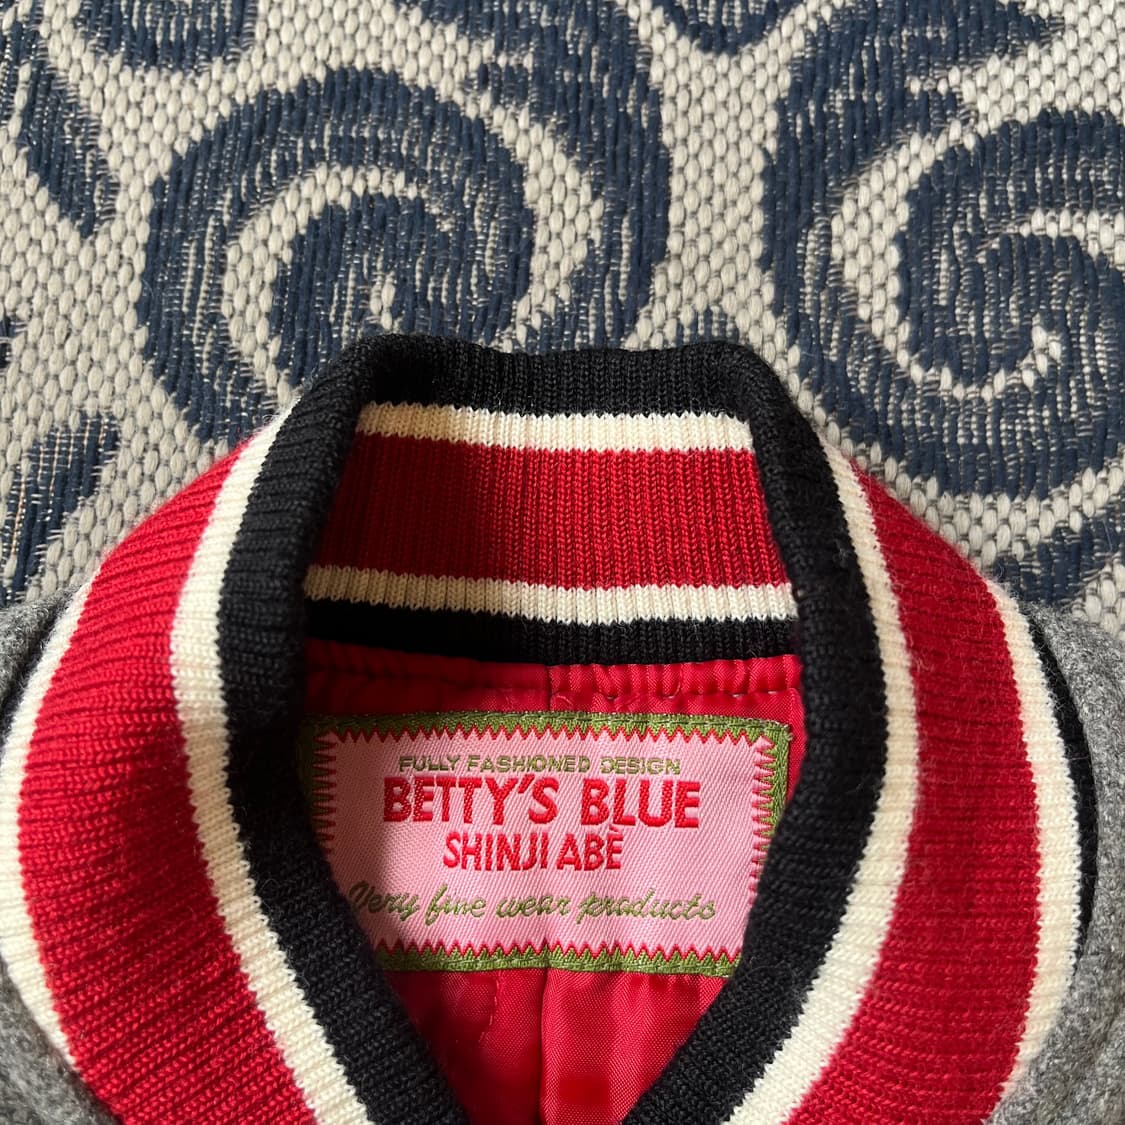 FULLY FASHIONED DESIGN
BETTY'S BLUE
SHINJI ABÈ
Very fine wear products